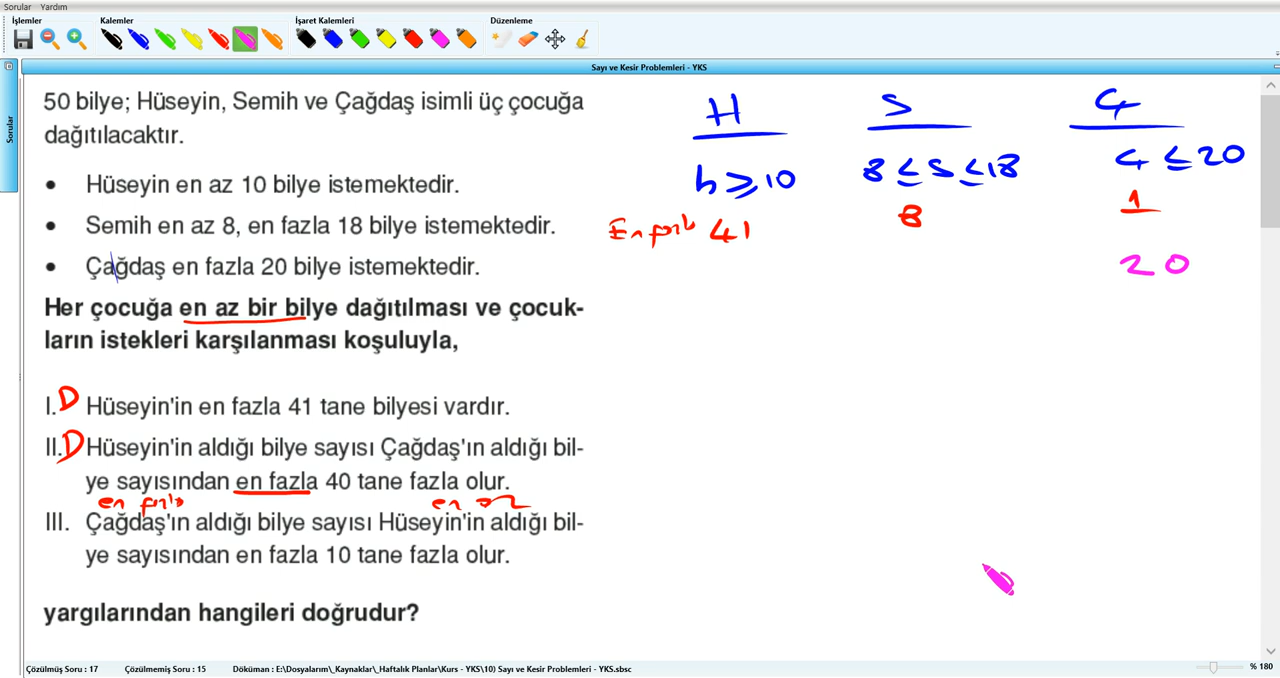 Sorular Yardım
İşlemler Kalemler İşaret Kalemleri Düzenleme
Sayı ve Kesir Problemleri - YKS
Sorular
50 bilye; Hüseyin, Semih ve Çağdaş isimli üç çocuğa
dağıtılacaktır.
• Hüseyin en az 10 bilye istemektedir.
• Semih en az 8, en fazla 18 bilye istemektedir.
• Çağdaş en fazla 20 bilye istemektedir.
Her çocuğa en az bir bilye dağıtılması ve çocuk-
ların istekleri karşılanması koşuluyla,
I. D Hüseyin'in en fazla 41 tane bilyesi vardır.
II. D Hüseyin'in aldığı bilye sayısı Çağdaş'ın aldığı bil-
ye sayısından en fazla 40 tane fazla olur.
en fazla en az
III. Çağdaş'ın aldığı bilye sayısı Hüseyin'in aldığı bil-
ye sayısından en fazla 10 tane fazla olur.
yargılarından hangileri doğrudur?
H S Ç
h ≥ 10 8 ≤ s ≤ 18 ç ≤ 20
En fazla 41 8 1
20
Çözülmüş Soru : 17 Çözülmemiş Soru : 15 Döküman : E:\Dosyalarım\_Kaynaklar\_Haftalık Planlar\Kurs - YKS\10) Sayı ve Kesir Problemleri - YKS.sbsc % 180